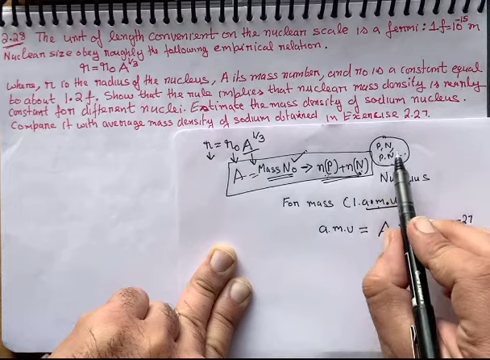 2.28 The unit of length convenient on the nuclear scale is a fermi: 1f=10⁻¹⁵ m
Nuclear size obey roughly the following empirical relation.
r=r₀ A^1/3
where, r is the radius of the nucleus, A its mass number, and r₀ is a constant equal
to about 1.2f. Show that the rule implies that nuclear mass density is nearly
constant for different nuclei. Estimate the mass density of sodium nucleus.
Compare it with average mass density of sodium obtained in Exercise 2.27.
r = r₀ A^1/3
P, N,
P, N
A = Mass No → n(P)+n(N)
For mass (1.a.m.u
a.m.u = A
-27